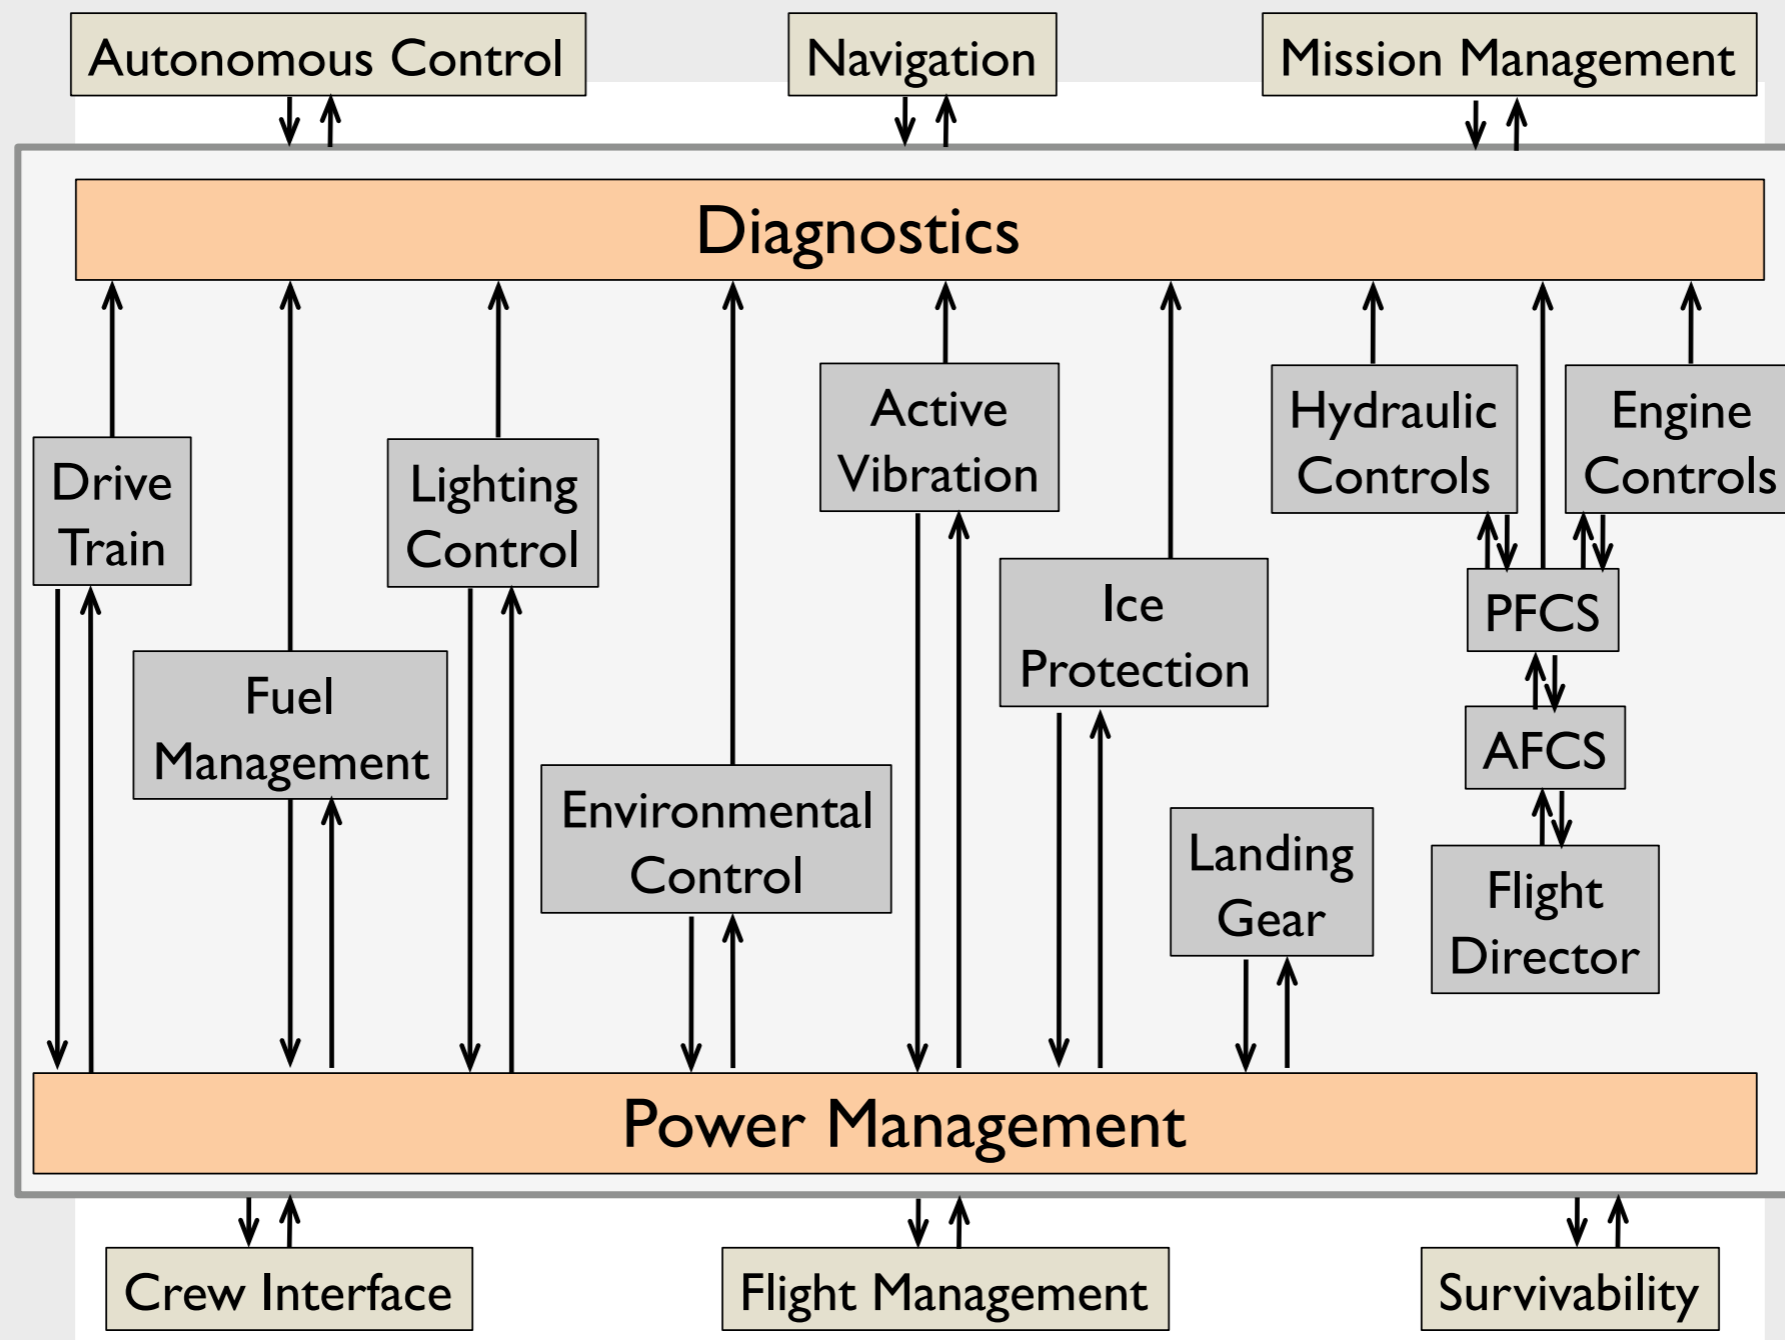 Autonomous Control
Navigation
Mission Management
Diagnostics
Drive
Train
Fuel
Management
Lighting
Control
Environmental
Control
Active
Vibration
Ice
Protection
Landing
Gear
Hydraulic
Controls
Engine
Controls
PFCS
AFCS
Flight
Director
Power Management
Crew Interface
Flight Management
Survivability